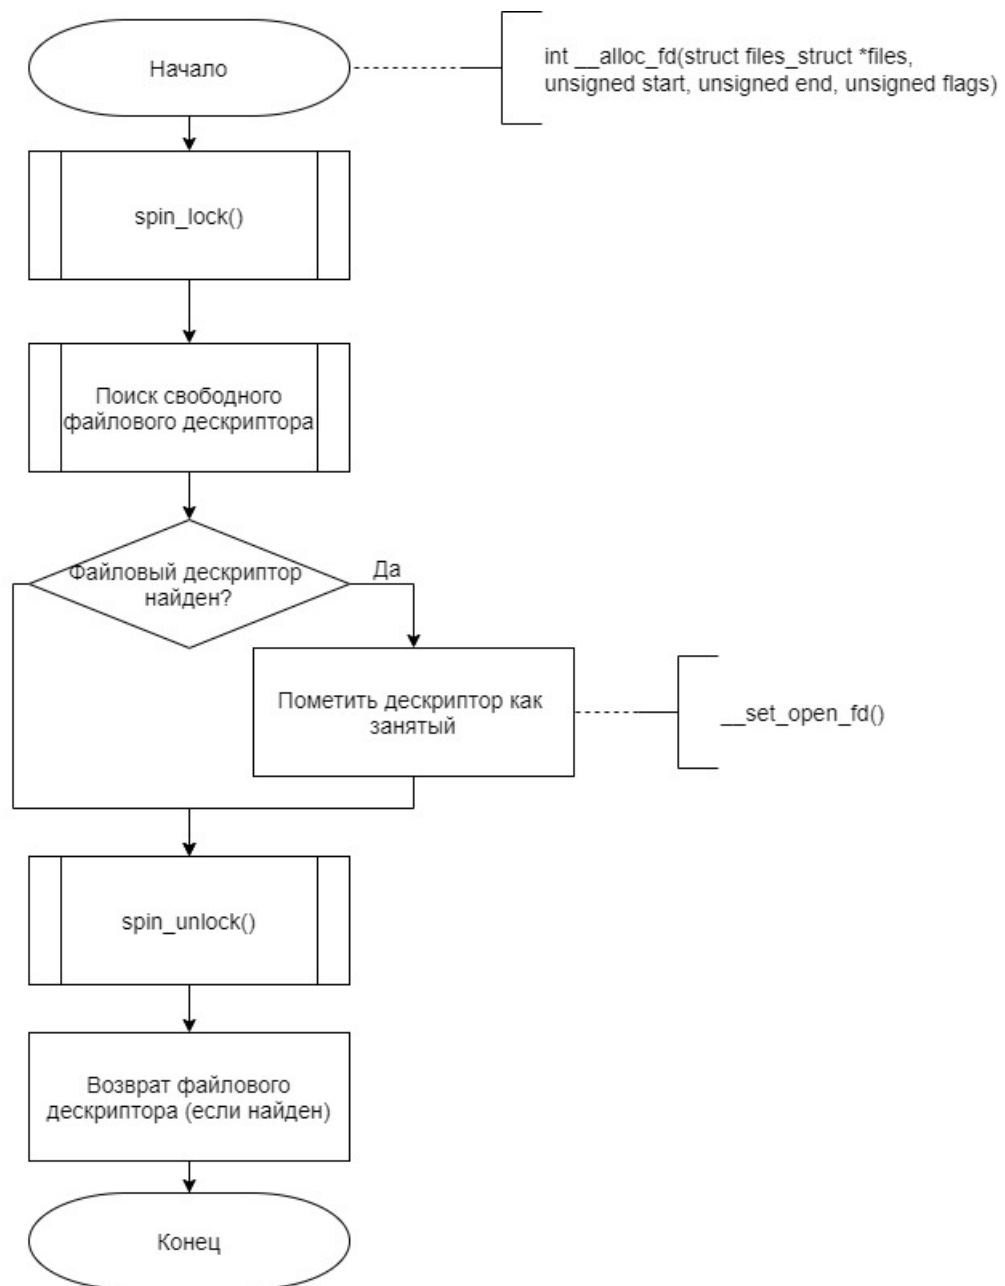 Начало
int __alloc_fd(struct files_struct *files,
unsigned start, unsigned end, unsigned flags)
spin_lock()
Поиск свободного
файлового дескриптора
Файловый дескриптор
найден?
Да
Пометить дескриптор как
занятый
__set_open_fd()
spin_unlock()
Возврат файлового
дескриптора (если найден)
Конец